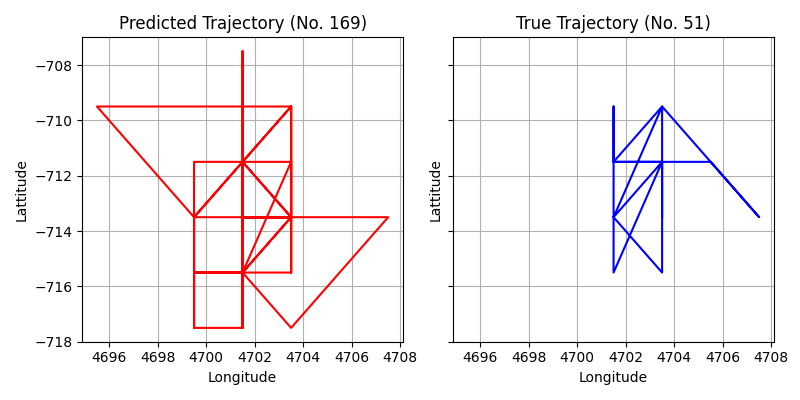 Predicted Trajectory (No. 169)
True Trajectory (No. 51)
−708
−710
−712
−714
−716
−718
Lattitude
Lattitude
4696 4698 4700 4702 4704 4706 4708
4696 4698 4700 4702 4704 4706 4708
Longitude
Longitude